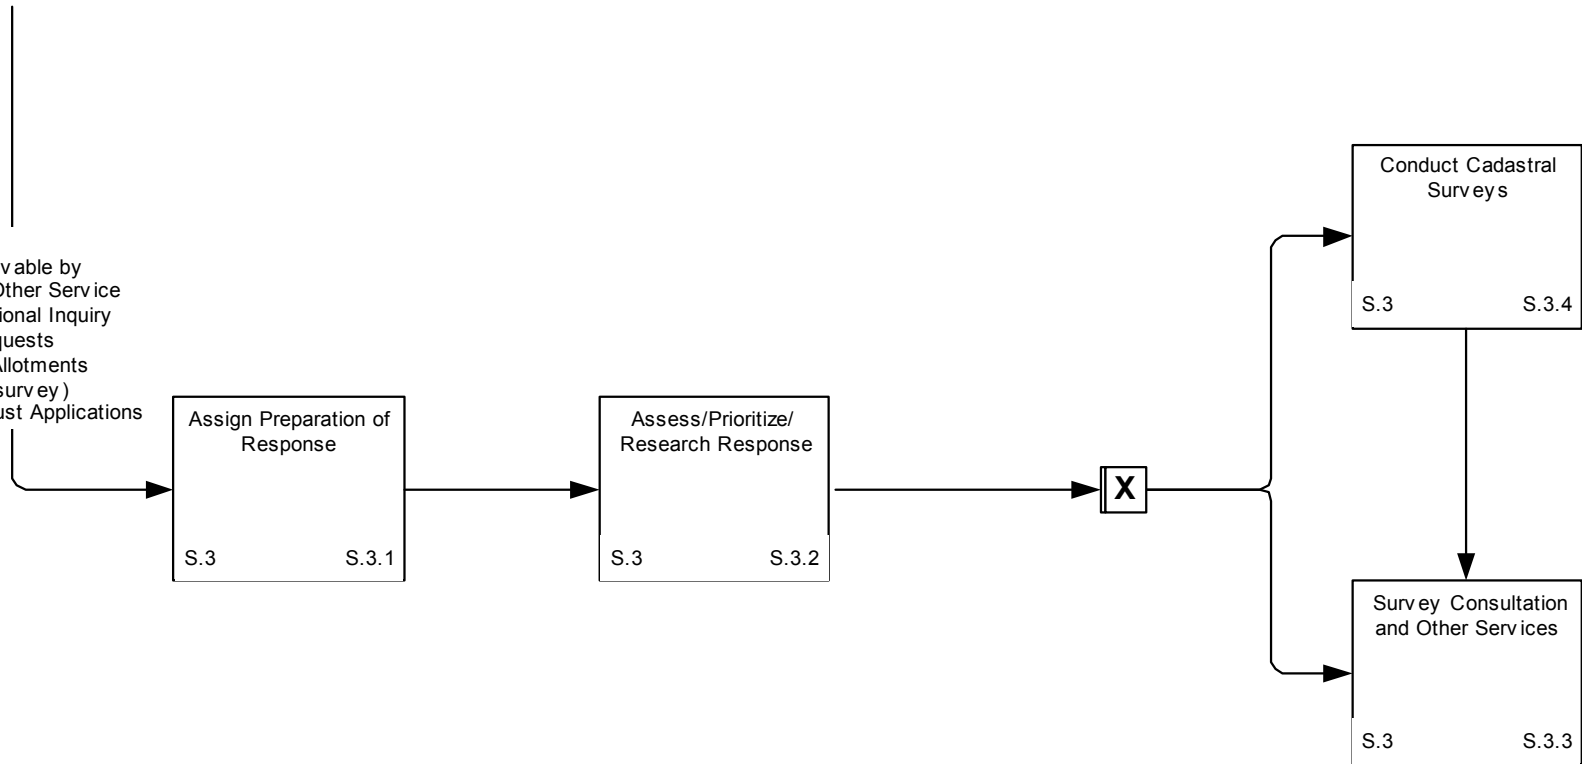 Conduct Cadastral
Surveys
S.3 S.3.4
vable by
Other Service
ional Inquiry
quests
Allotments
survey)
ust Applications
Assign Preparation of
Response
S.3 S.3.1
Assess/Prioritize/
Research Response
S.3 S.3.2
X
Survey Consultation
and Other Services
S.3 S.3.3